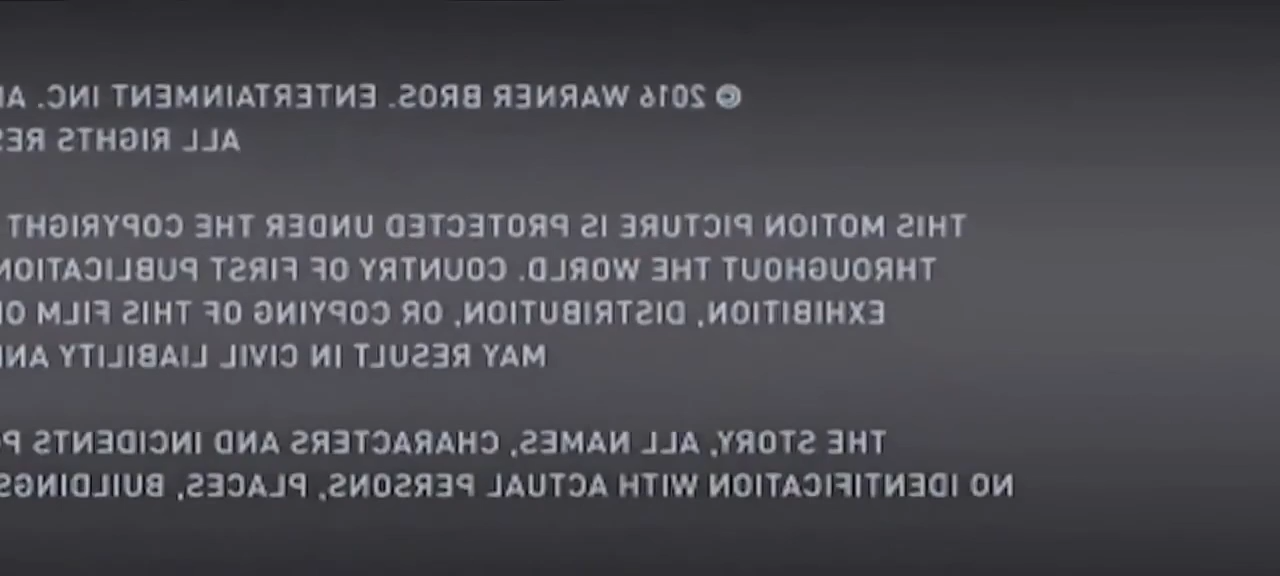 © 2016 WARNER BROS. ENTERTAINMENT INC.
ALL RIGHTS
THIS MOTION PICTURE IS PROTECTED UNDER THE COPYRIGHT
THROUGHOUT THE WORLD. COUNTRY OF FIRST
EXHIBITION, DISTRIBUTION, OR COPYING OF THIS FILM
MAY RESULT IN CIVIL LIABILITY
THE STORY, ALL NAMES, CHARACTERS AND INCIDENTS
NO IDENTIFICATION WITH ACTUAL PERSONS, PLACES,